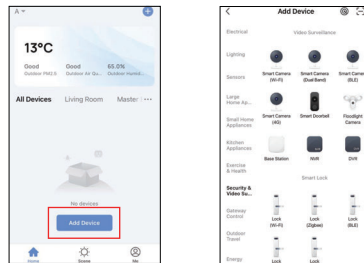 A
13°C
Good Good 65.0%
Outdoor PM2.5 Outdoor Air Qu... Outdoor Humid...
All Devices Living Room Master ...
No devices
Add Device
Home Scene Me
Add Device
Electrical
Video Surveillance
Lighting
Sensors
Smart Camera (Wi-Fi)
Smart Camera (Dual Band)
Smart Camera (BLE)
Large Home Ap...
Small Home Appliances
Smart Camera (4G)
Smart Doorbell
Floodlight Camera
Kitchen Appliances
Base Station
NVR
DVR
Exercise & Health
Smart Lock
Security & Video Su...
Gateway Control
Lock (Wi-Fi)
Lock (Zigbee)
Lock (BLE)
Outdoor Travel
Energy
Lock
Lock